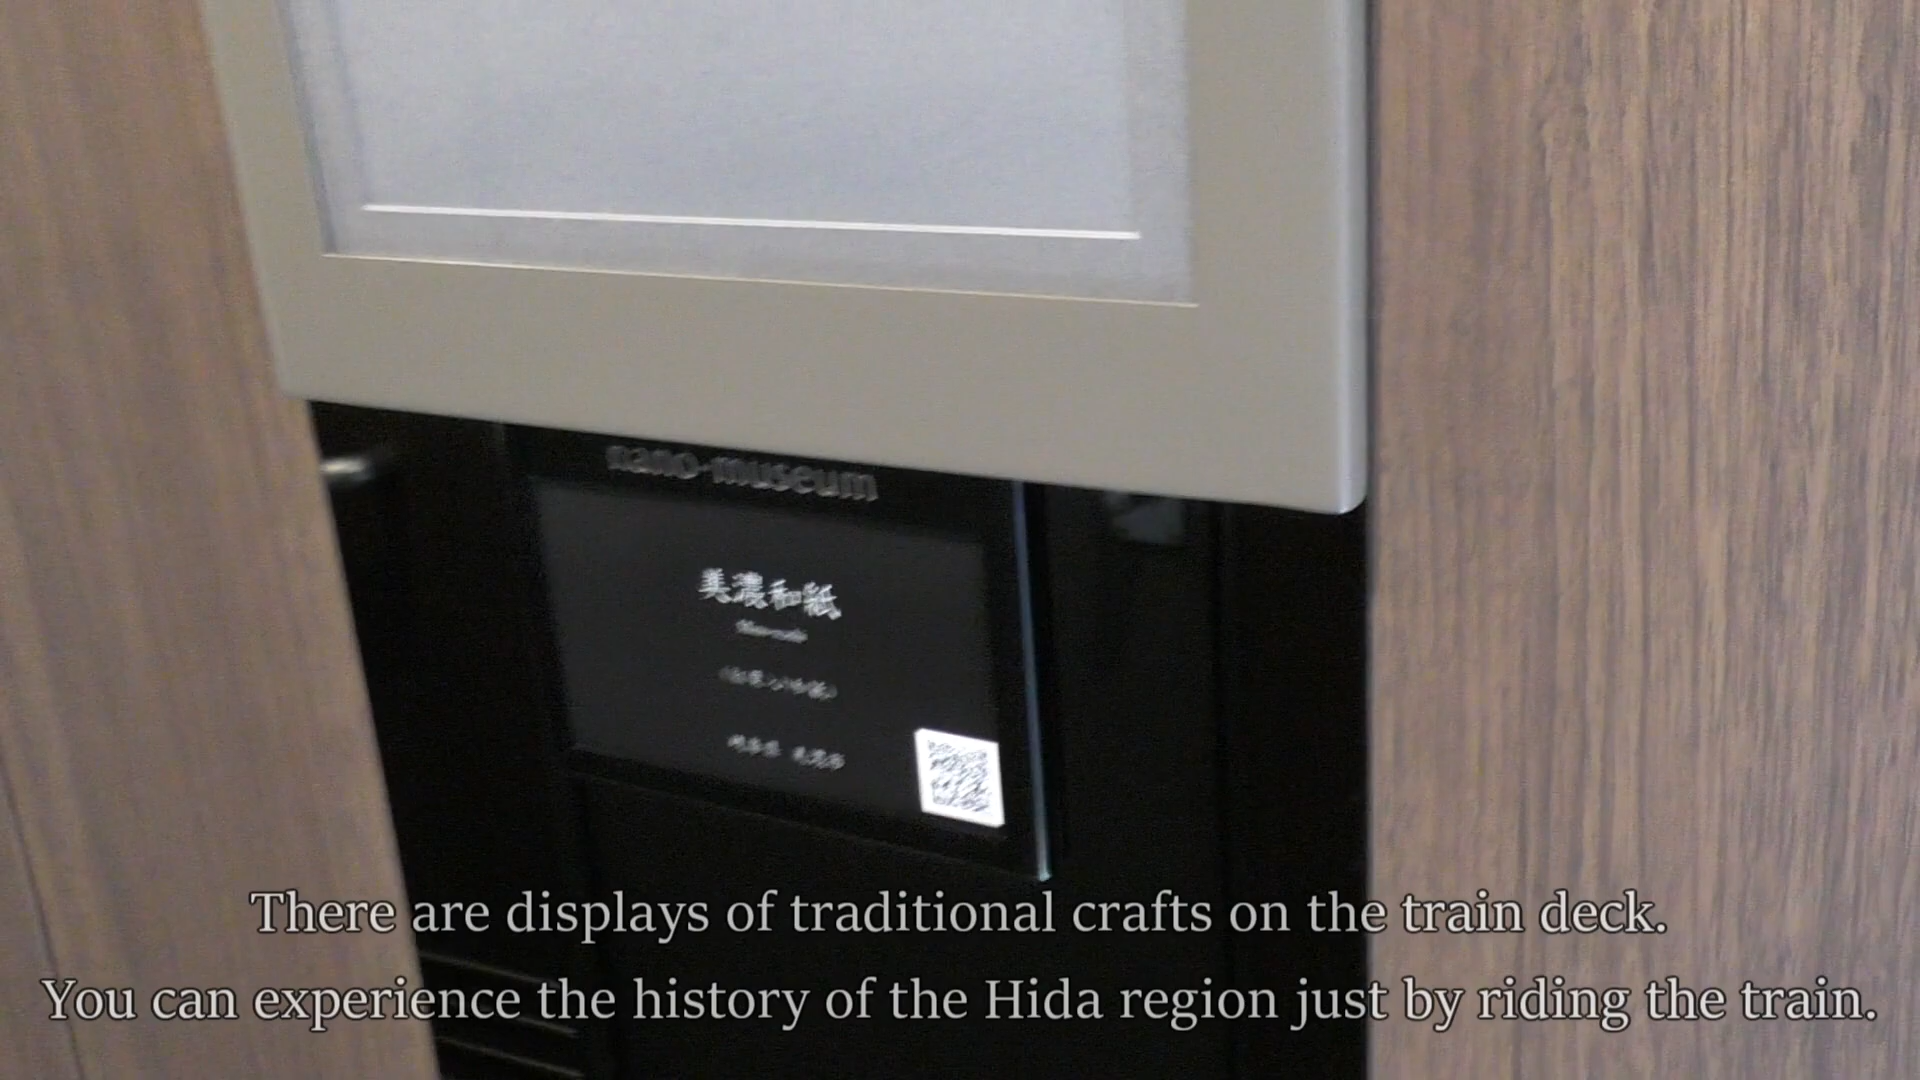 nano-museum
美濃和紙
There are displays of traditional crafts on the train deck.
You can experience the history of the Hida region just by riding the train.